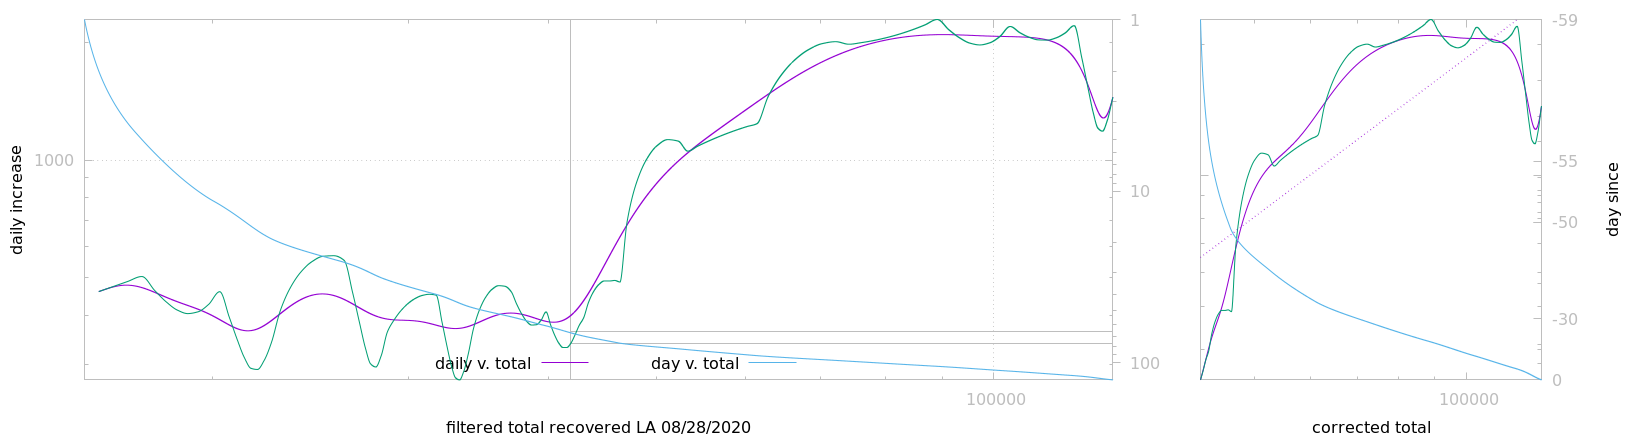 daily increase
1000
daily v. total
day v. total
1
10
100
100000
filtered total recovered LA 08/28/2020
-59
-55
-50
-30
0
day since
100000
corrected total